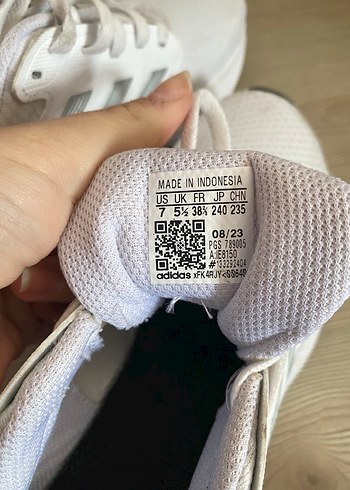 MADE IN INDONESIA
US UK FR JP CHN
7 5½ 38⅔ 240 235
08/23
PGS 789005
A:IE8150
#133292404
adidas